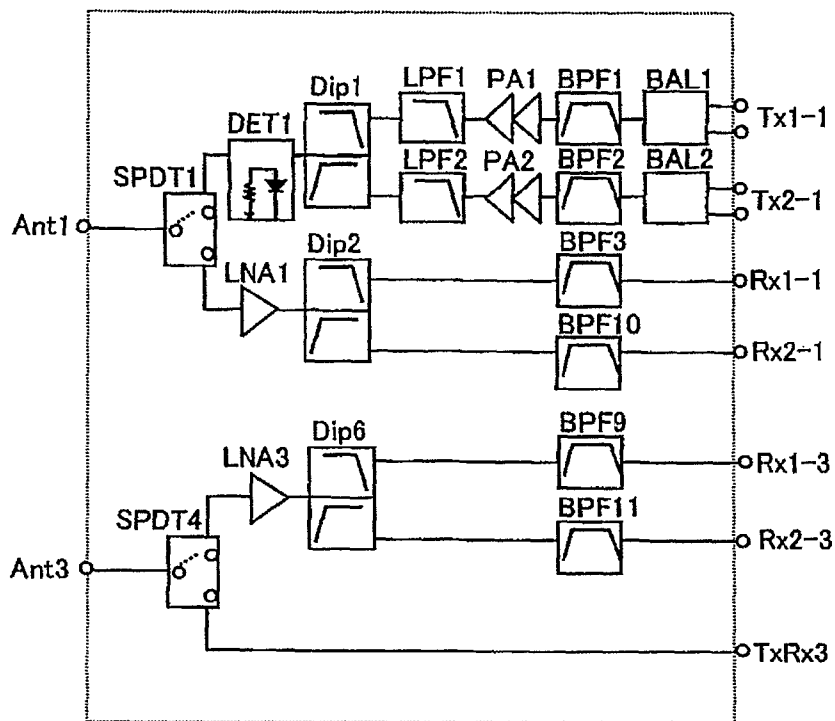 LPF1 PA1 BPF1 BAL1
Dip1
Tx1-1
DET1
LPF2 PA2 BPF2 BAL2
SPDT1
Tx2-1
Ant1
Dip2 BPF3
LNA1
Rx1-1
BPF10
Rx2-1
Dip6 BPF9
LNA3
Rx1-3
BPF11
SPDT4
Rx2-3
Ant3
TxRx3